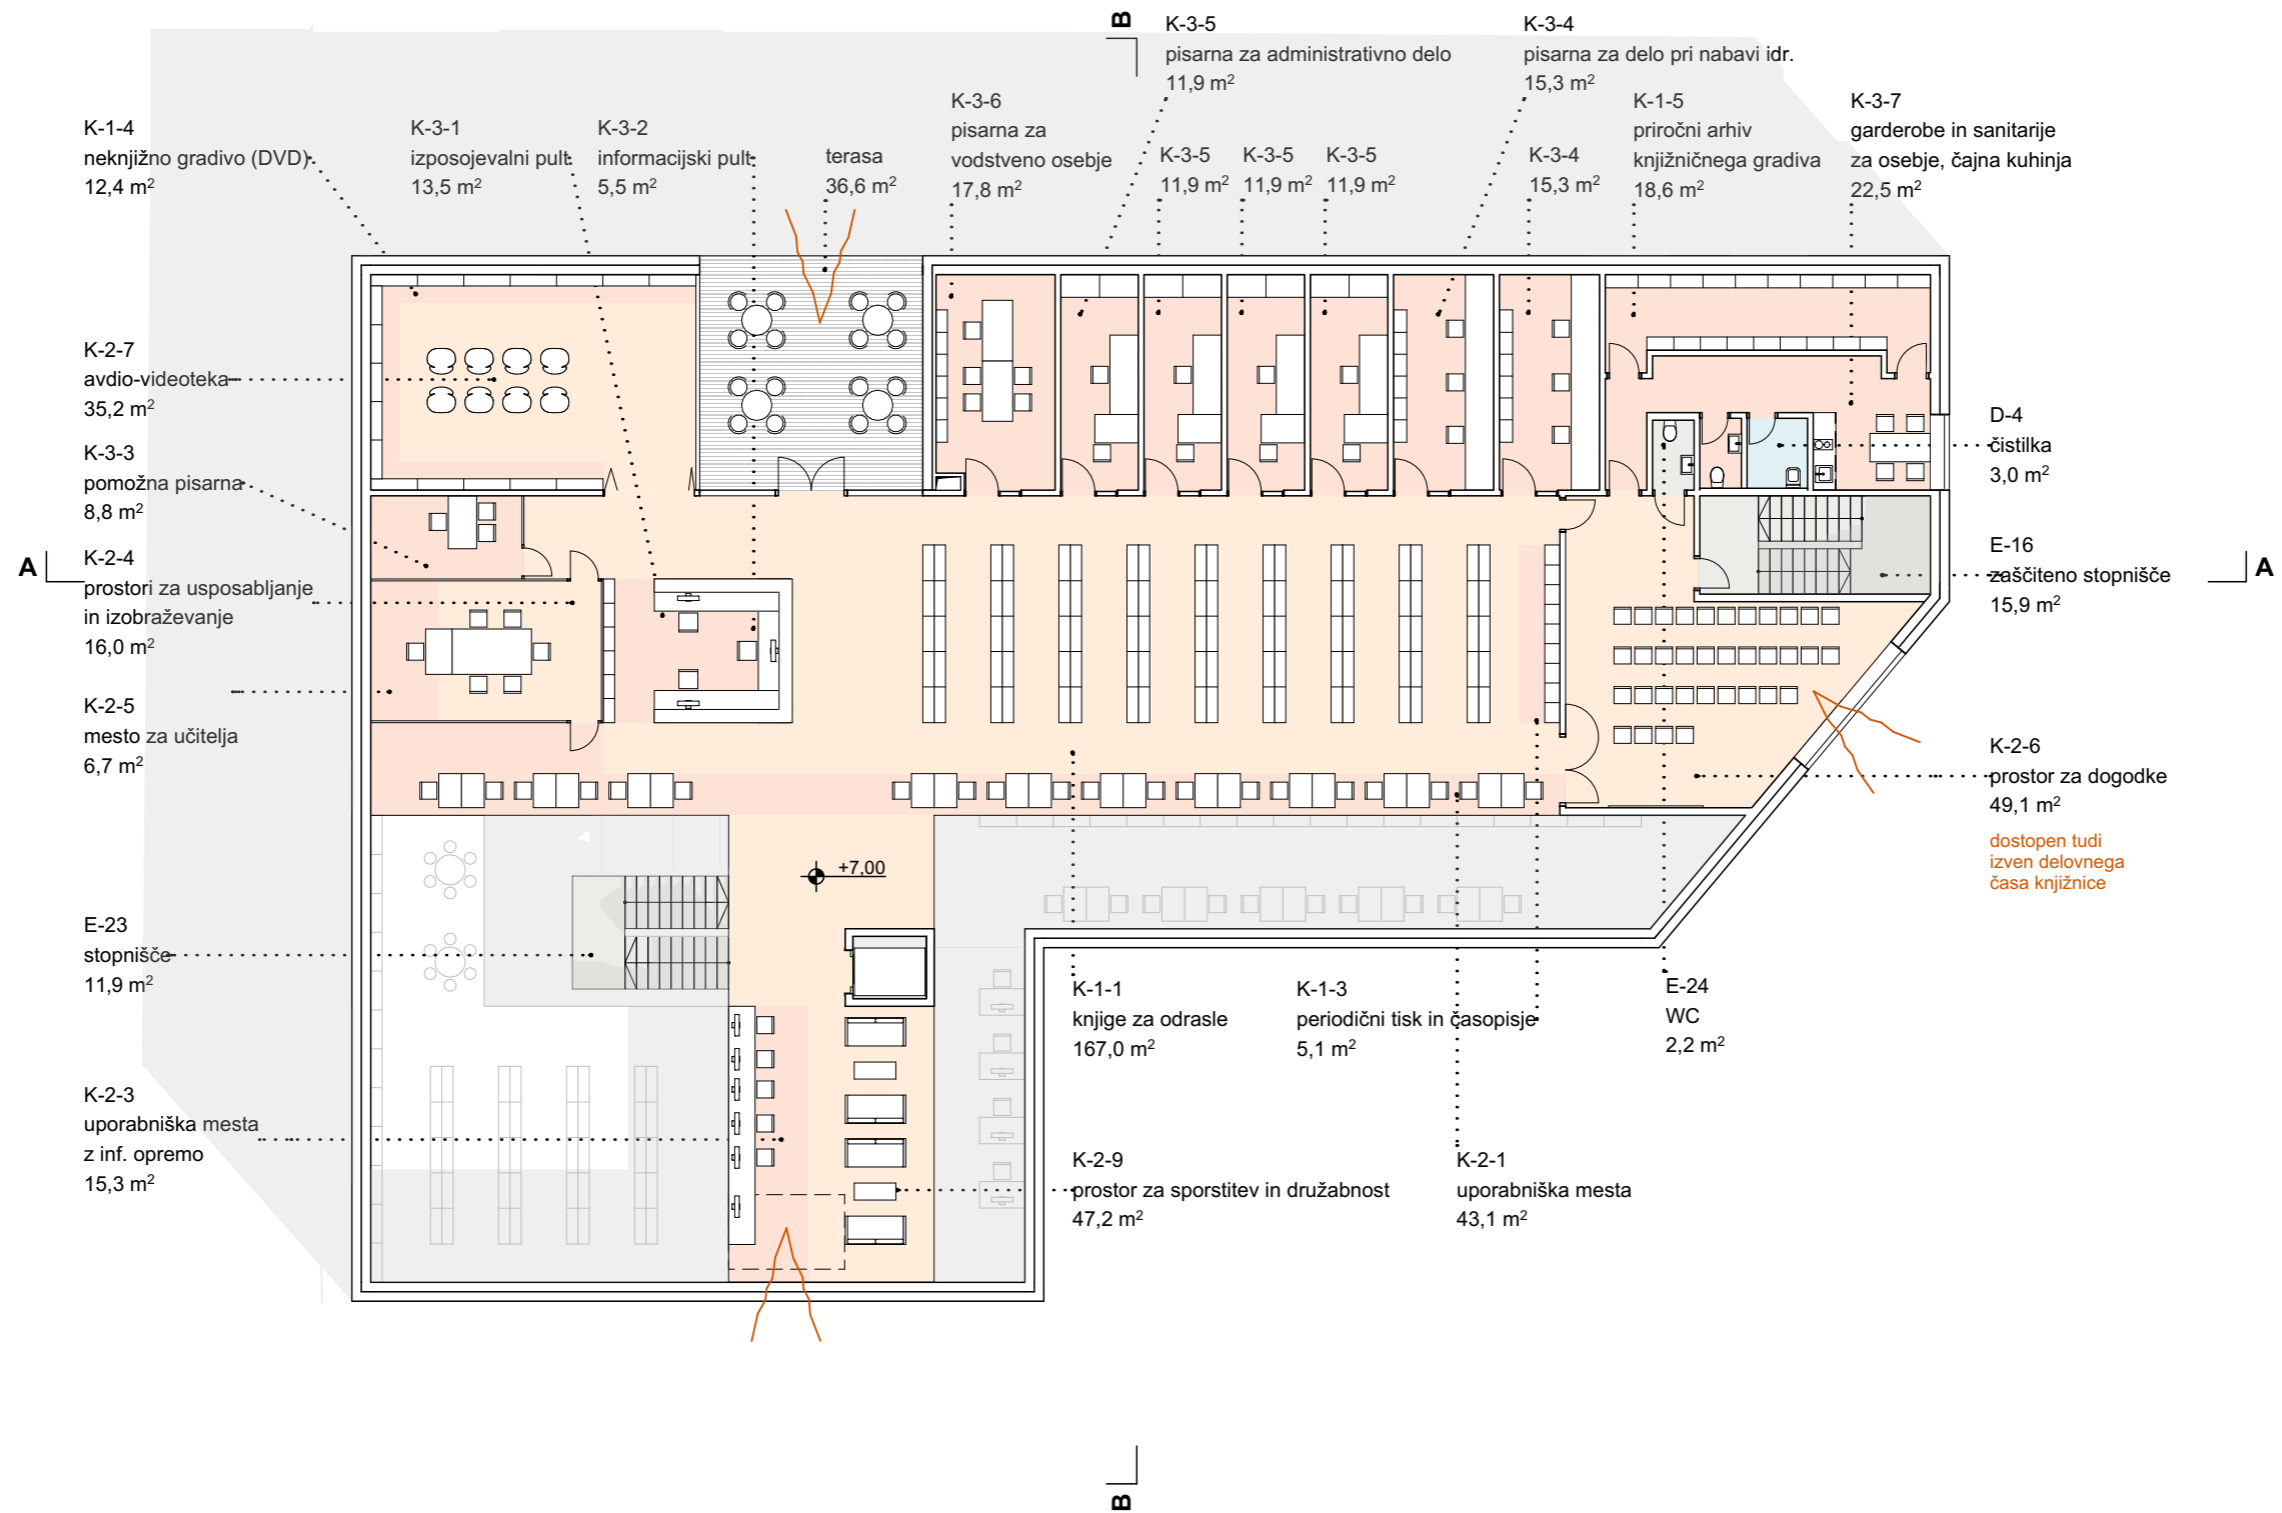 B
K-3-5
pisarna za administrativno delo
11,9 m²
K-3-4
pisarna za delo pri nabavi idr.
15,3 m²
K-1-4
neknjižno gradivo (DVD)
12,4 m²
K-3-1
izposojevalni pult
13,5 m²
K-3-2
informacijski pult
5,5 m²
terasa
36,6 m²
K-3-6
pisarna za
vodstveno osebje
17,8 m²
K-3-5
11,9 m²
K-3-5
11,9 m²
K-3-5
11,9 m²
K-3-4
15,3 m²
K-1-5
priročni arhiv
knjižničnega gradiva
18,6 m²
K-3-7
garderobe in sanitarije
za osebje, čajna kuhinja
22,5 m²
K-2-7
avdio-videoteka
35,2 m²
K-3-3
pomožna pisarna
8,8 m²
A
K-2-4
prostori za usposabljanje
in izobraževanje
16,0 m²
K-2-5
mesto za učitelja
6,7 m²
D-4
čistilka
3,0 m²
E-16
zaščiteno stopnišče
15,9 m²
A
K-2-6
prostor za dogodke
49,1 m²
dostopen tudi
izven delovnega
časa knjižnice
+7,00
E-23
stopnišče
11,9 m²
K-1-1
knjige za odrasle
167,0 m²
K-1-3
periodični tisk in časopisje
5,1 m²
E-24
WC
2,2 m²
K-2-3
uporabniška mesta
z inf. opremo
15,3 m²
K-2-9
prostor za sporstitev in družabnost
47,2 m²
K-2-1
uporabniška mesta
43,1 m²
B